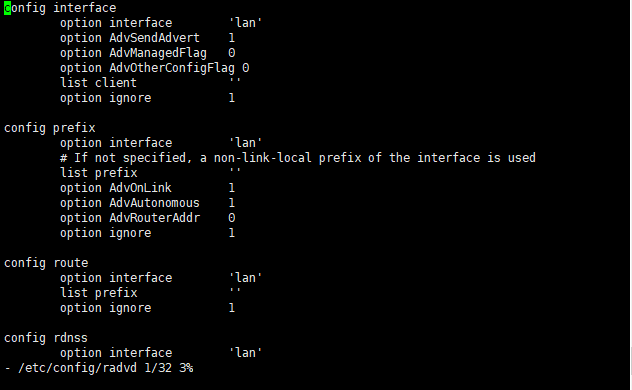 config interface
option interface 'lan'
option AdvSendAdvert 1
option AdvManagedFlag 0
option AdvOtherConfigFlag 0
list client ''
option ignore 1
config prefix
option interface 'lan'
# If not specified, a non-link-local prefix of the interface is used
list prefix ''
option AdvOnLink 1
option AdvAutonomous 1
option AdvRouterAddr 0
option ignore 1
config route
option interface 'lan'
list prefix ''
option ignore 1
config rdnss
option interface 'lan'
- /etc/config/radvd 1/32 3%